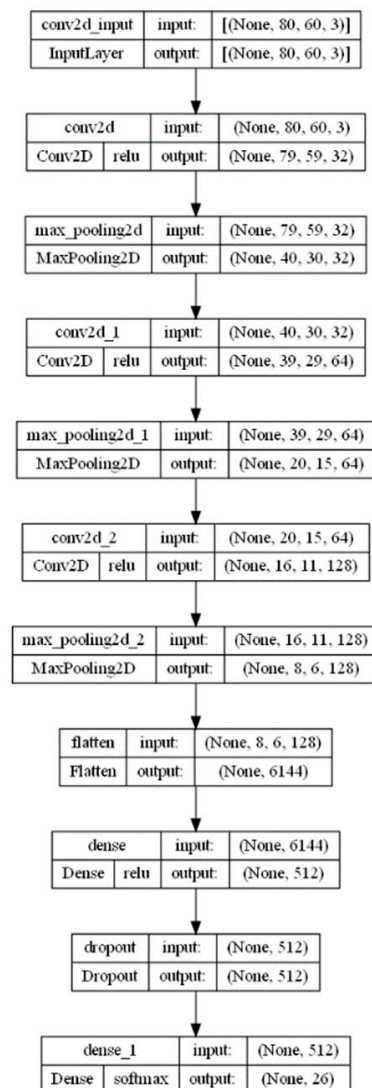 conv2d_input input: [(None, 80, 60, 3)]
InputLayer output: [(None, 80, 60, 3)]
conv2d input: (None, 80, 60, 3)
Conv2D relu output: (None, 79, 59, 32)
max_pooling2d input: (None, 79, 59, 32)
MaxPooling2D output: (None, 40, 30, 32)
conv2d_1 input: (None, 40, 30, 32)
Conv2D relu output: (None, 39, 29, 64)
max_pooling2d_1 input: (None, 39, 29, 64)
MaxPooling2D output: (None, 20, 15, 64)
conv2d_2 input: (None, 20, 15, 64)
Conv2D relu output: (None, 16, 11, 128)
max_pooling2d_2 input: (None, 16, 11, 128)
MaxPooling2D output: (None, 8, 6, 128)
flatten input: (None, 8, 6, 128)
Flatten output: (None, 6144)
dense input: (None, 6144)
Dense relu output: (None, 512)
dropout input: (None, 512)
Dropout output: (None, 512)
dense_1 input: (None, 512)
Dense softmax output: (None, 26)